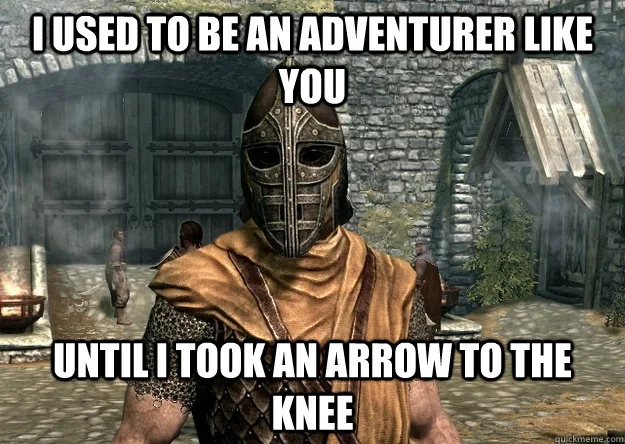 I USED TO BE AN ADVENTURER LIKE
YOU
UNTIL I TOOK AN ARROW TO THE
KNEE
quickmeme.com